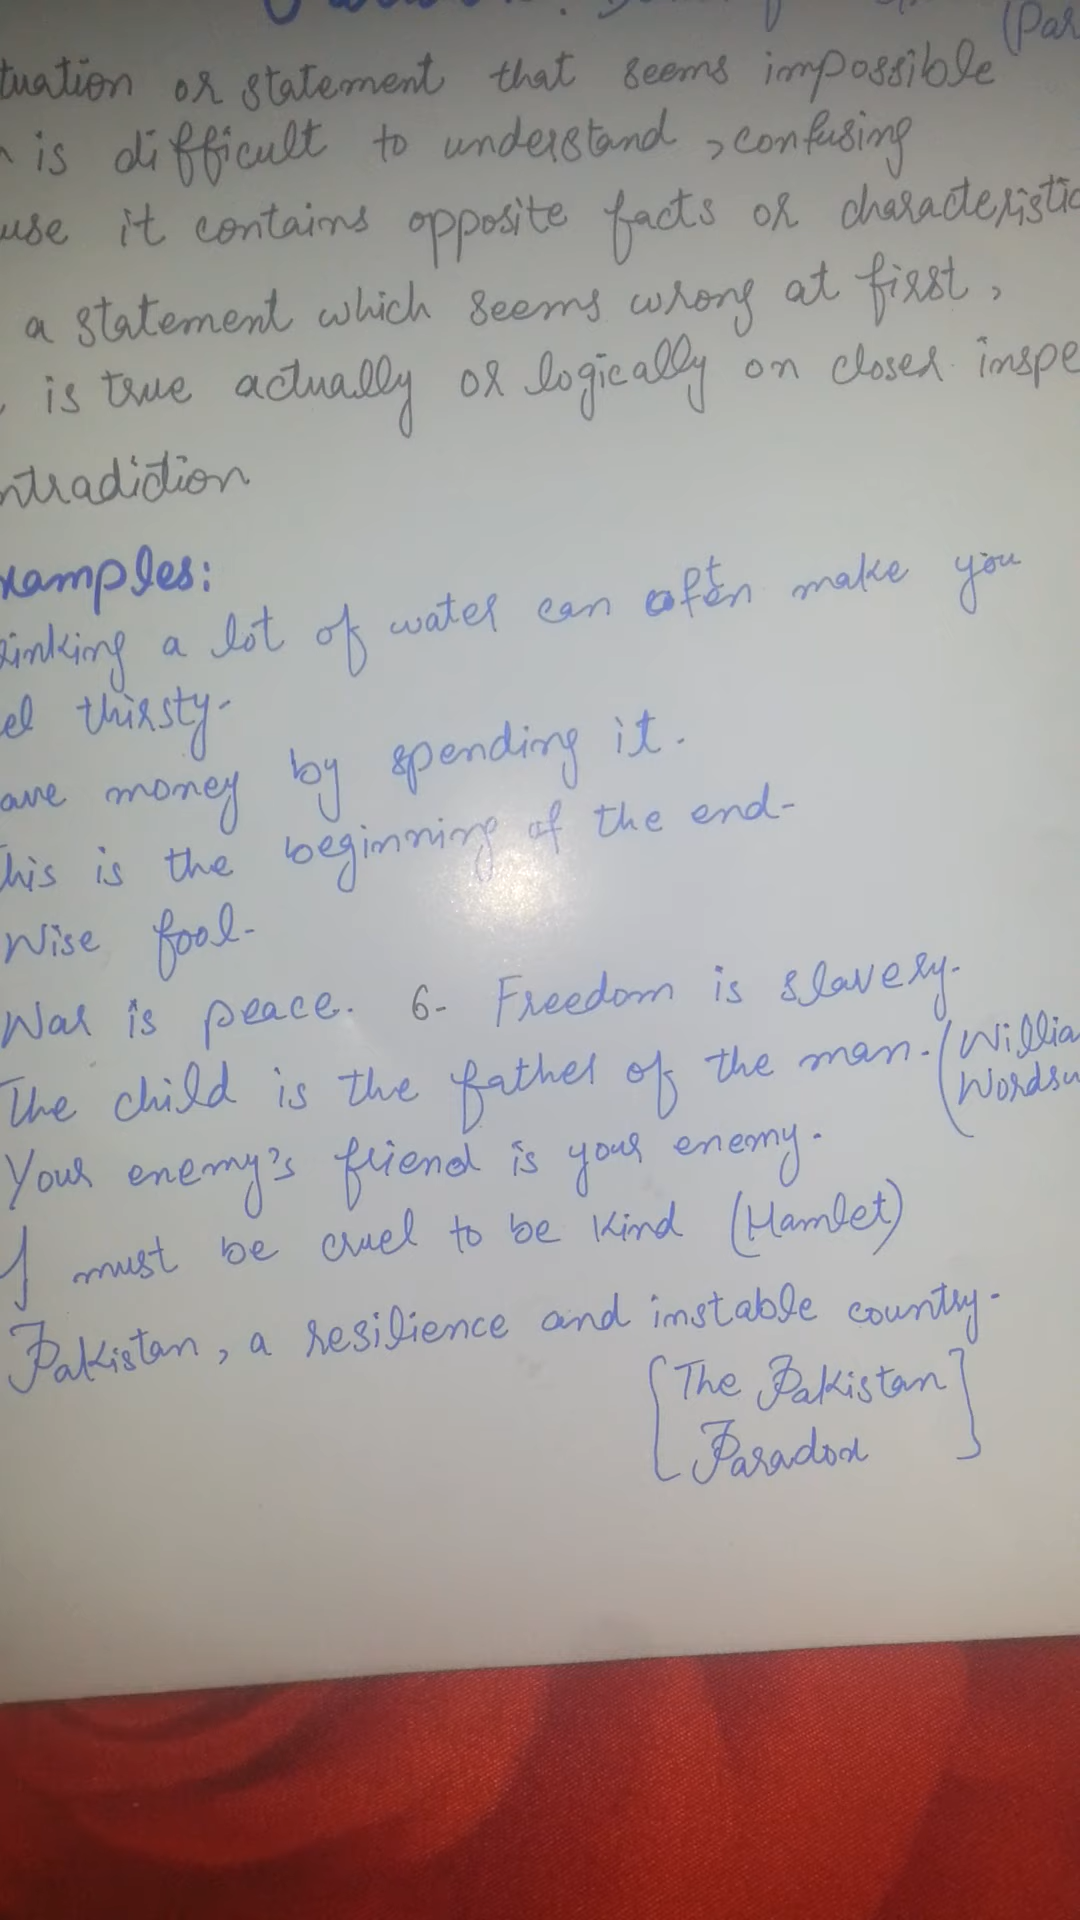 (Par
tuation or statement that seems impossible
is difficult to understand, confusing
use it contains opposite facts or characteristic
a statement which seems wrong at first,
is true actually or logically on closer inspe
ntradiction
xamples:
rinking a lot of water can often make you
el thirsty.
ave money by spending it.
his is the beginning of the end-
Wise fool-
War is peace. 6- Freedom is slavery.
The child is the father of the man. (Willia
Wordsw
Your enemy's friend is your enemy.
I must be cruel to be kind (Hamlet)
Pakistan, a resilience and instable country.
[The Pakistan
Paradox]